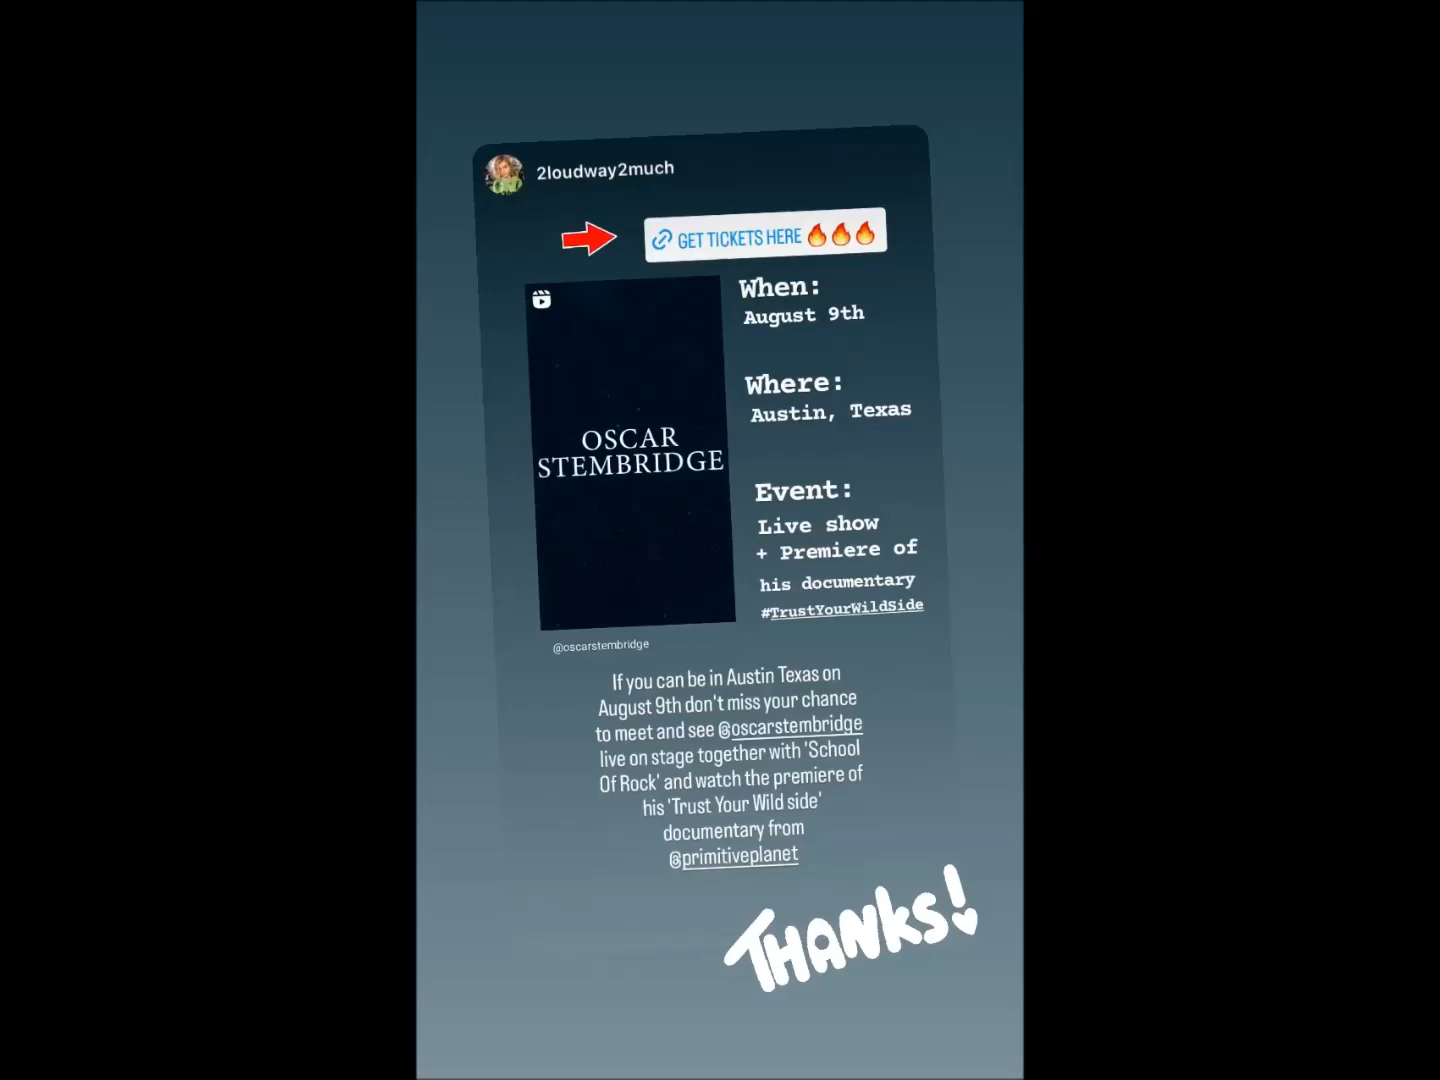 2loudway2much
GET TICKETS HERE 🔥🔥🔥
OSCAR
STEMBRIDGE
When:
August 9th
Where:
Austin, Texas
Event:
Live show
+ Premiere of
his documentary
#TrustYourWildSide
@oscarstembridge
If you can be in Austin Texas on
August 9th don't miss your chance
to meet and see @oscarstembridge
live on stage together with 'School
Of Rock' and watch the premiere of
his 'Trust Your Wild side'
documentary from
@primitiveplanet
THANKS!